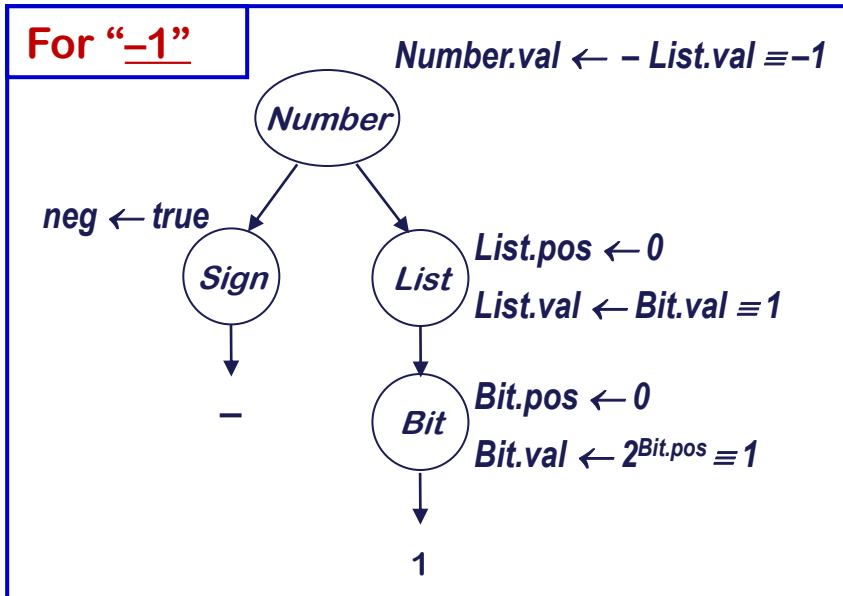 For “–1”
Number.val ← – List.val ≡ –1
Number
neg ← true
Sign
List
List.pos ← 0
List.val ← Bit.val ≡ 1
–
Bit
Bit.pos ← 0
Bit.val ← 2^Bit.pos ≡ 1
1